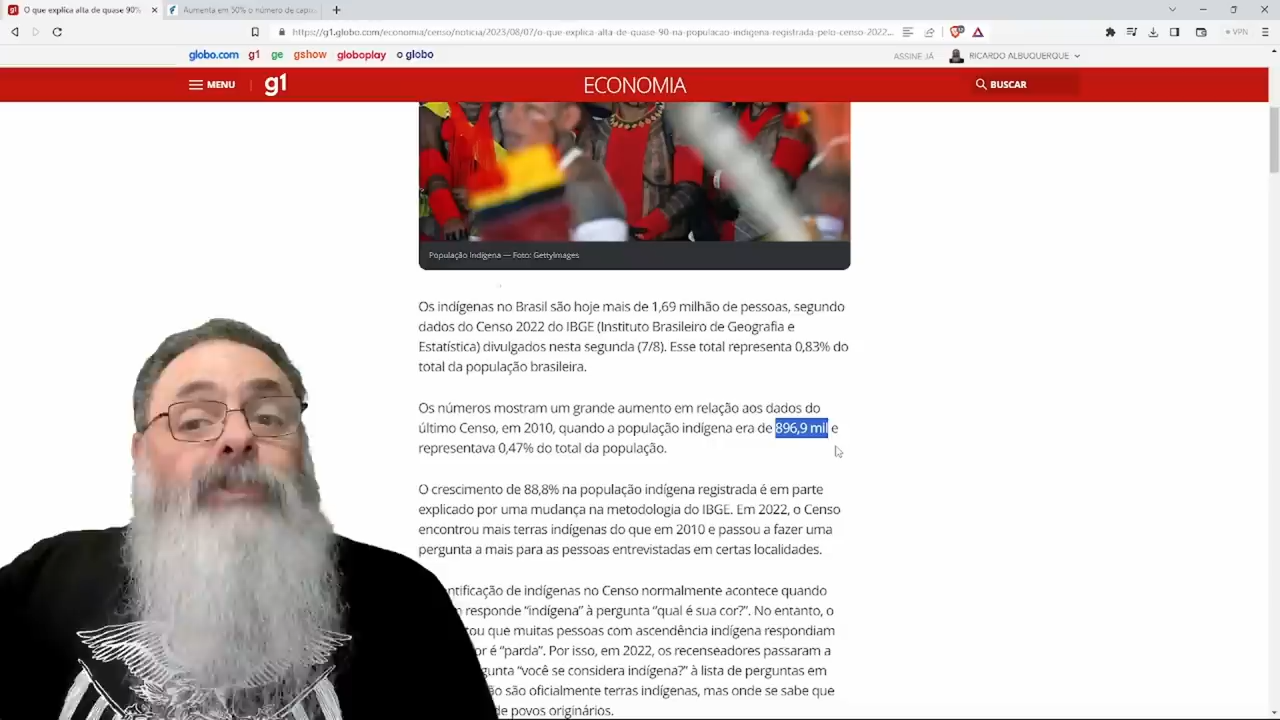 O que explica alta de quase 90%
Aumenta em 50% o número de
https://g1.globo.com/economia/censo/noticia/2023/08/07/o-que-explica-alta-de-quase-90-na-populacao-indigena-registrada-pelo-censo-2022...
VPN
globo.com g1 ge gshow globoplay o globo
ASSINE JÁ RICARDO ALBUQUERQUE
MENU g1 ECONOMIA BUSCAR
População Indígena — Foto: GettyImages
Os indígenas no Brasil são hoje mais de 1,69 milhão de pessoas, segundo
dados do Censo 2022 do IBGE (Instituto Brasileiro de Geografia e
Estatística) divulgados nesta segunda (7/8). Esse total representa 0,83% do
total da população brasileira.
Os números mostram um grande aumento em relação aos dados do
último Censo, em 2010, quando a população indígena era de 896,9 mil e
representava 0,47% do total da população.
O crescimento de 88,8% na população indígena registrada é em parte
explicado por uma mudança na metodologia do IBGE. Em 2022, o Censo
encontrou mais terras indígenas do que em 2010 e passou a fazer uma
pergunta a mais para as pessoas entrevistadas em certas localidades.
ntificação de indígenas no Censo normalmente acontece quando
responde “indígena” à pergunta “qual é sua cor?”. No entanto, o
que muitas pessoas com ascendência indígena respondiam
é “parda”. Por isso, em 2022, os recenseadores passaram a
“você se considera indígena?” à lista de perguntas em
são oficialmente terras indígenas, mas onde se sabe que
de povos originários.